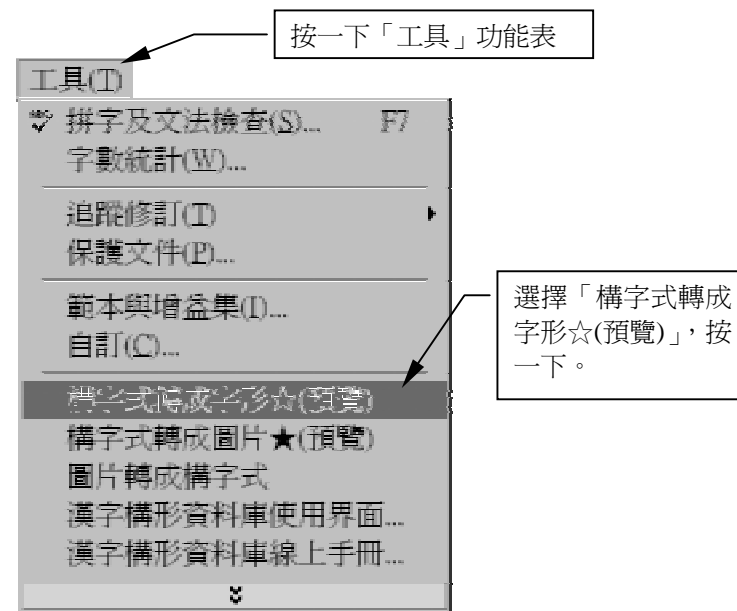 按一下「工具」功能表
工具(T)
拼字及文法檢查(S)... F7
字數統計(W)...
追蹤修訂(T)
保護文件(P)...
範本與增益集(I)...
自訂(C)...
構字式轉成字形☆(預覽)
構字式轉成圖片★(預覽)
圖片轉成構字式
漢字構形資料庫使用界面...
漢字構形資料庫線上手冊...
選擇「構字式轉成
字形☆(預覽)」，按
一下。